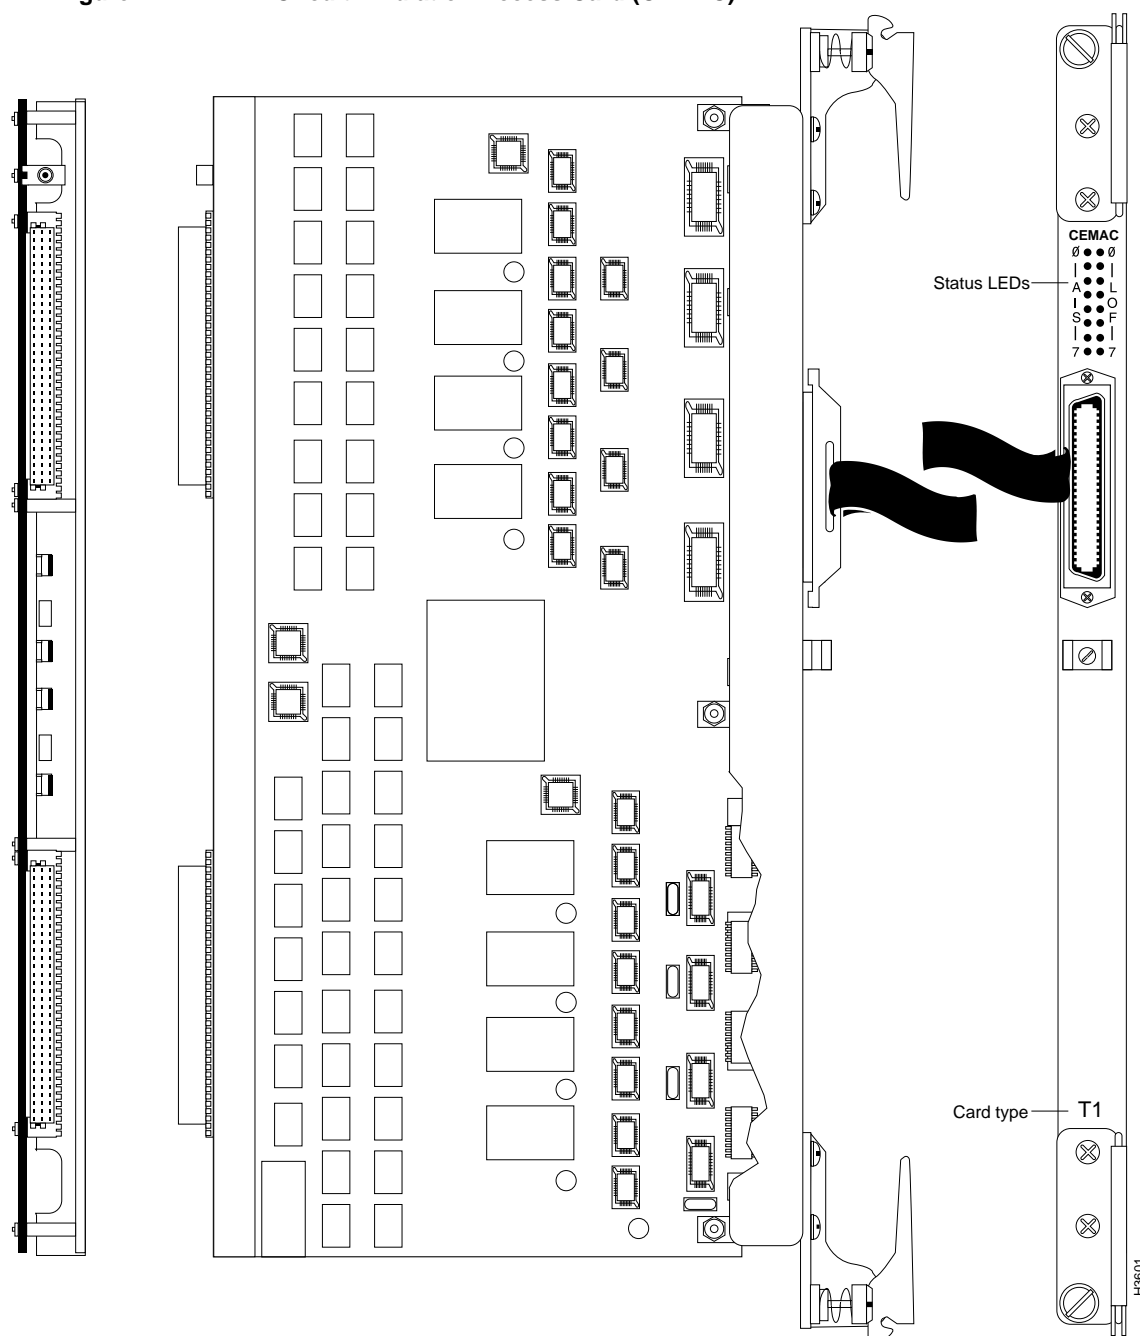 CEMAC
Ø Ø
Status LEDs
A L
I O
S F
7 7
Card type
T1
H3601